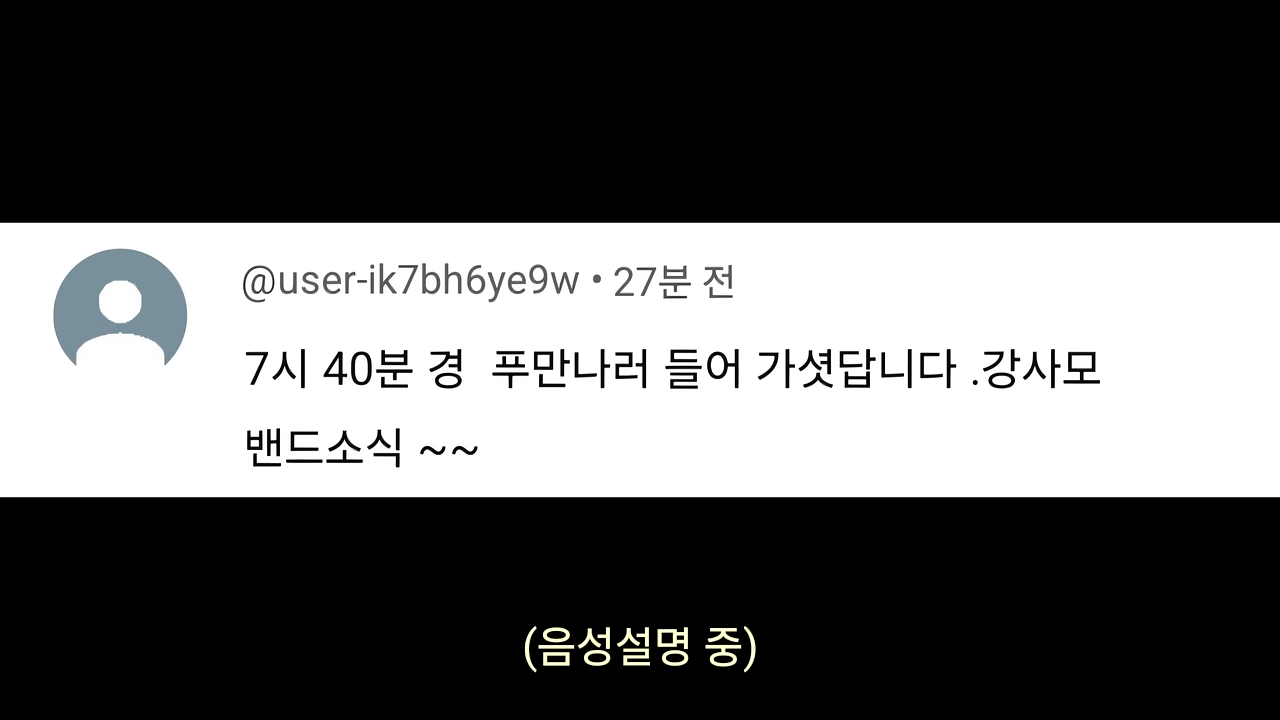 @user-ik7bh6ye9w • 27분 전
7시 40분 경  푸만나러 들어 가셧답니다 .강사모
밴드소식 ~~
(음성설명 중)